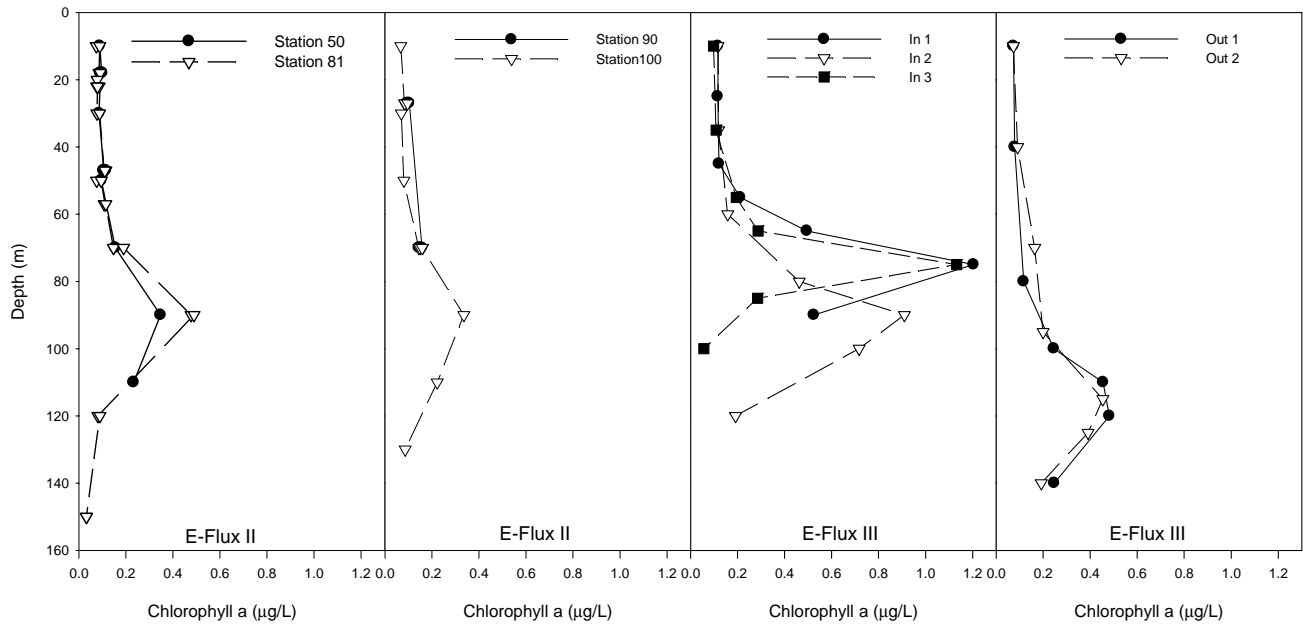 0
20
40
60
80
100
120
140
160
Depth (m)
Station 50
Station 81
E-Flux II
0.0 0.2 0.4 0.6 0.8 1.0 1.2
Chlorophyll a (μg/L)
Station 90
Station100
E-Flux II
0.0 0.2 0.4 0.6 0.8 1.0 1.2
Chlorophyll a (μg/L)
In 1
In 2
In 3
E-Flux III
0.0 0.2 0.4 0.6 0.8 1.0 1.2
Chlorophyll a (μg/L)
Out 1
Out 2
E-Flux III
0.0 0.2 0.4 0.6 0.8 1.0 1.2
Chlorophyll a (μg/L)